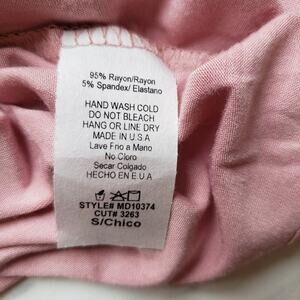 95% Rayon/Rayon
5% Spandex/ Elastano
HAND WASH COLD
DO NOT BLEACH
HANG OR LINE DRY
MADE IN U.S.A
Lave Frio a Mano
No Cloro
Secar Colgado
HECHO EN E.U.A
STYLE# MD10374
CUT# 3263
S/Chico